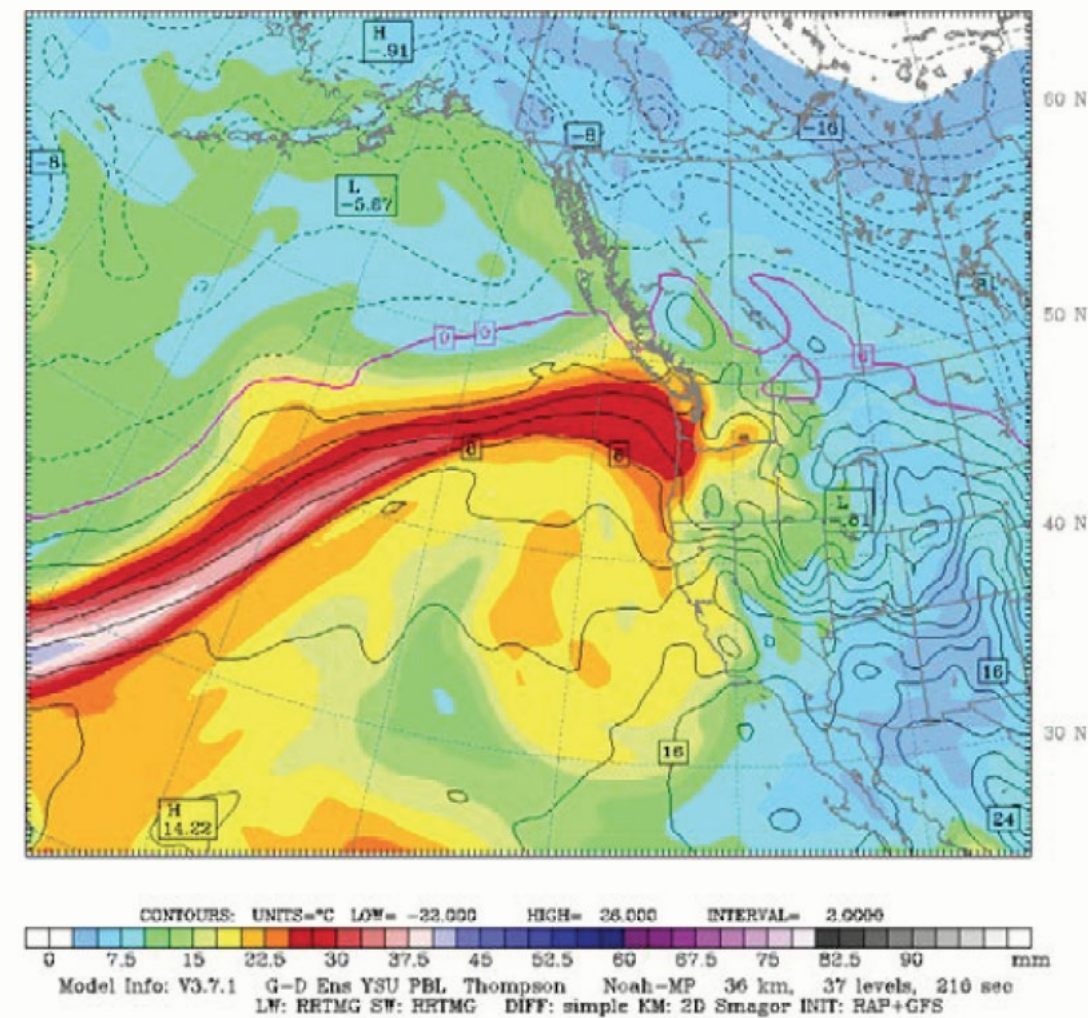 H
-.91
60 N
-16
-8
-8
L
-5.67
50 N
0 0
8 8
L
-.81
40 N
16
30 N
16
H
14.22
24
CONTOURS: UNITS=°C LOW= -22.000 HIGH= 26.000 INTERVAL= 2.0000
0 7.5 15 22.5 30 37.5 45 52.5 60 67.5 75 82.5 90 mm
Model Info: V3.7.1 G-D Ens YSU PBL Thompson Noah-MP 36 km, 37 levels, 216 sec
LW: RRTMG SW: RRTMG DIFF: simple KM: 2D Smagor INIT: RAP+GFS